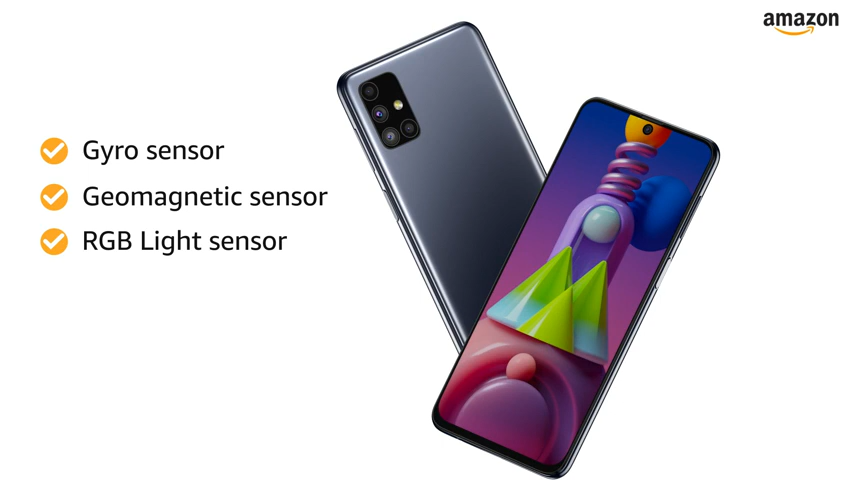 amazon
Gyro sensor
Geomagnetic sensor
RGB Light sensor